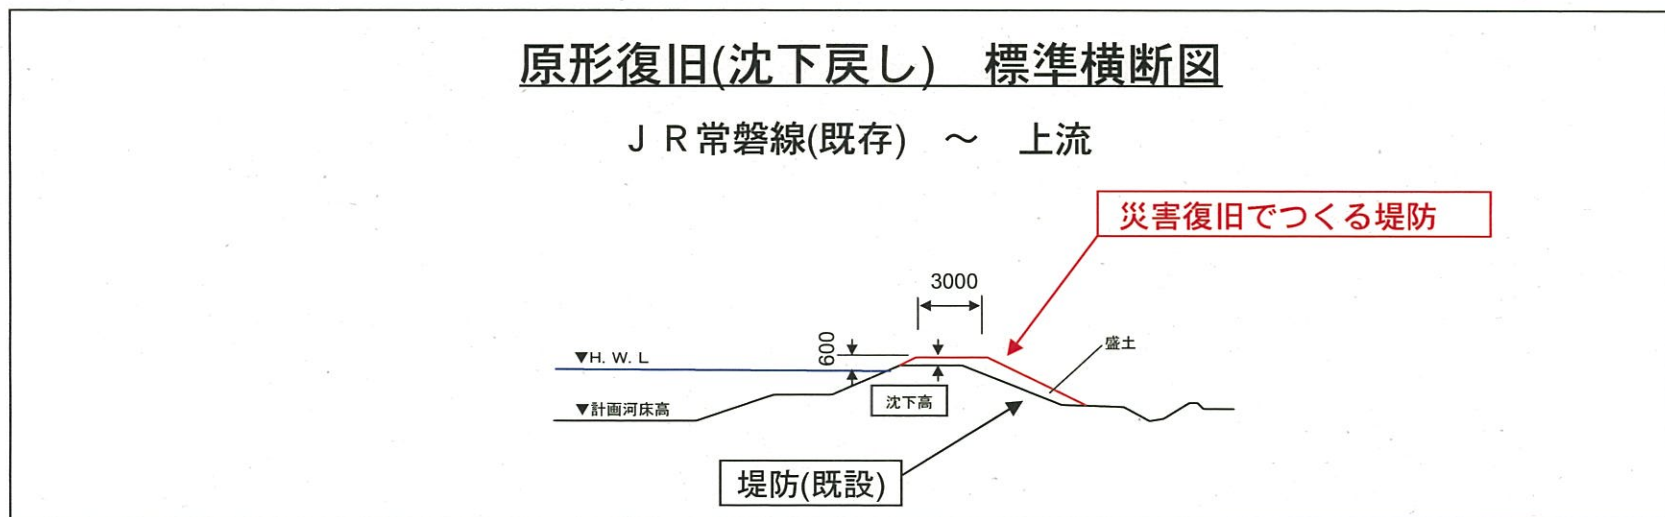 原形復旧(沈下戻し)　標準横断図
ＪＲ常磐線(既存)　～　上流
災害復旧でつくる堤防
3000
600
▼H. W. L
盛土
沈下高
▼計画河床高
堤防(既設)